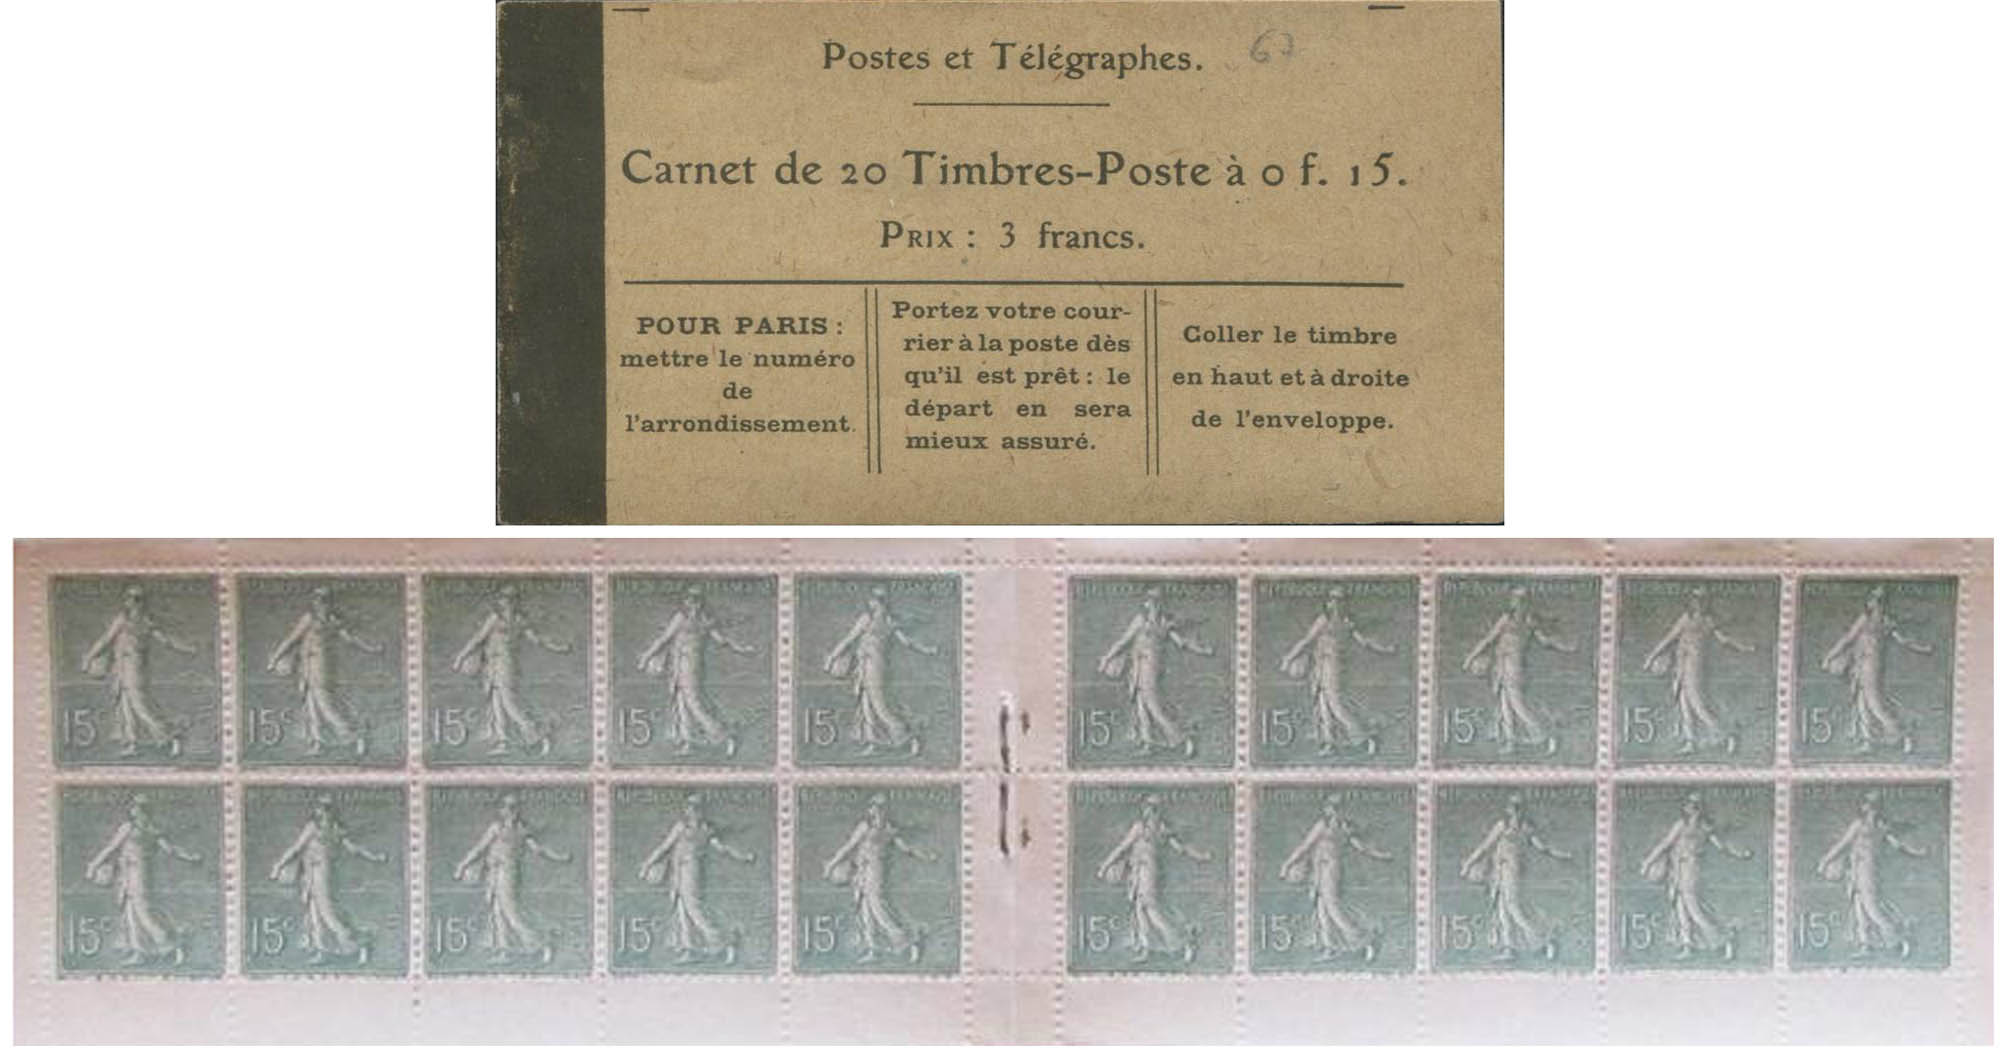 Postes et Télégraphes.
Carnet de 20 Timbres-Poste à 0 f. 15.
PRIX : 3 francs.
POUR PARIS :
mettre le numéro
de
l'arrondissement.
Portez votre cour-
rier à la poste dès
qu'il est prêt : le
départ en sera
mieux assuré.
Coller le timbre
en haut et à droite
de l'enveloppe.
15c 15c 15c 15c 15c 15c 15c 15c 15c 15c
15c 15c 15c 15c 15c 15c 15c 15c 15c 15c